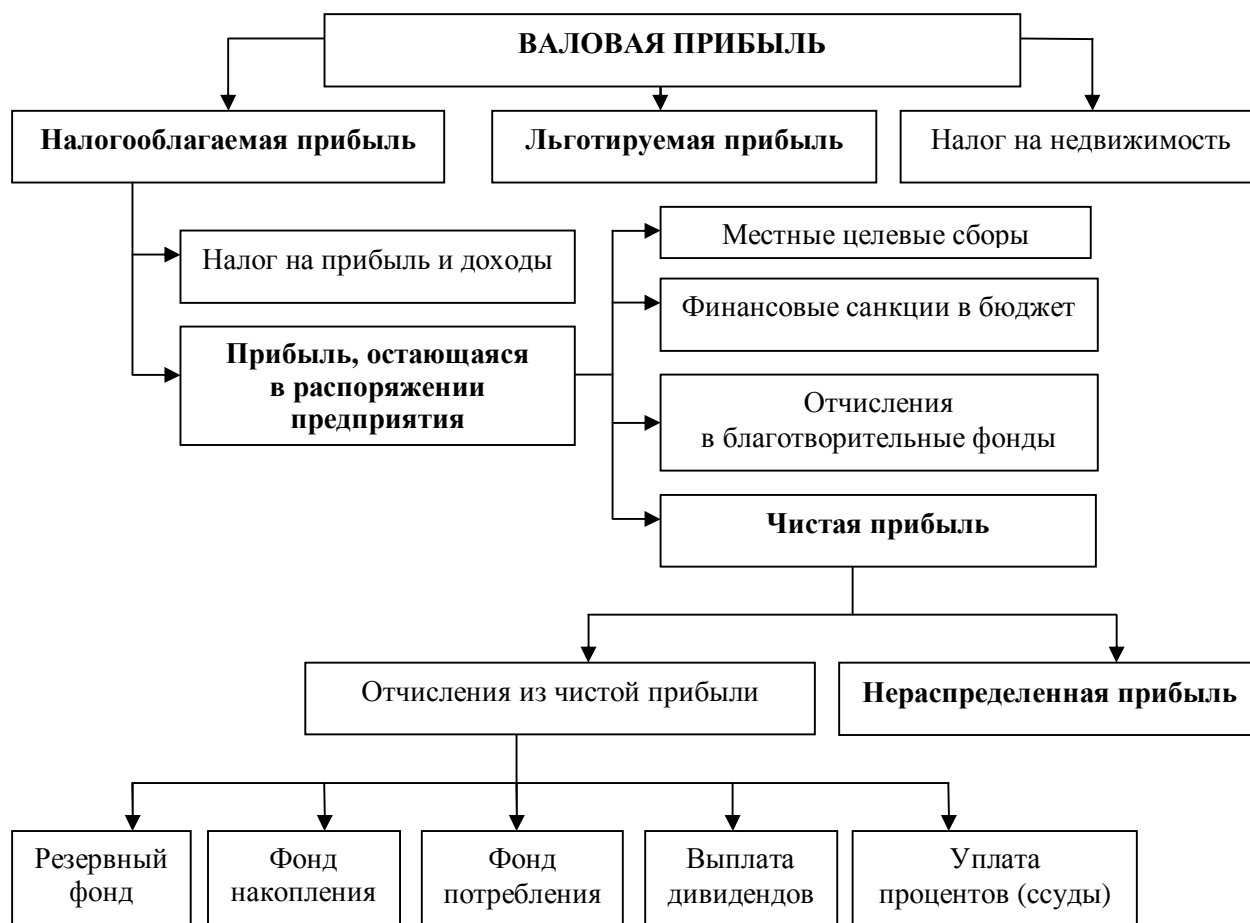 ВАЛОВАЯ ПРИБЫЛЬ
Налогооблагаемая прибыль
Льготируемая прибыль
Налог на недвижимость
Налог на прибыль и доходы
Прибыль, остающаяся
в распоряжении
предприятия
Местные целевые сборы
Финансовые санкции в бюджет
Отчисления
в благотворительные фонды
Чистая прибыль
Отчисления из чистой прибыли
Нераспределенная прибыль
Резервный
фонд
Фонд
накопления
Фонд
потребления
Выплата
дивидендов
Уплата
процентов (ссуды)